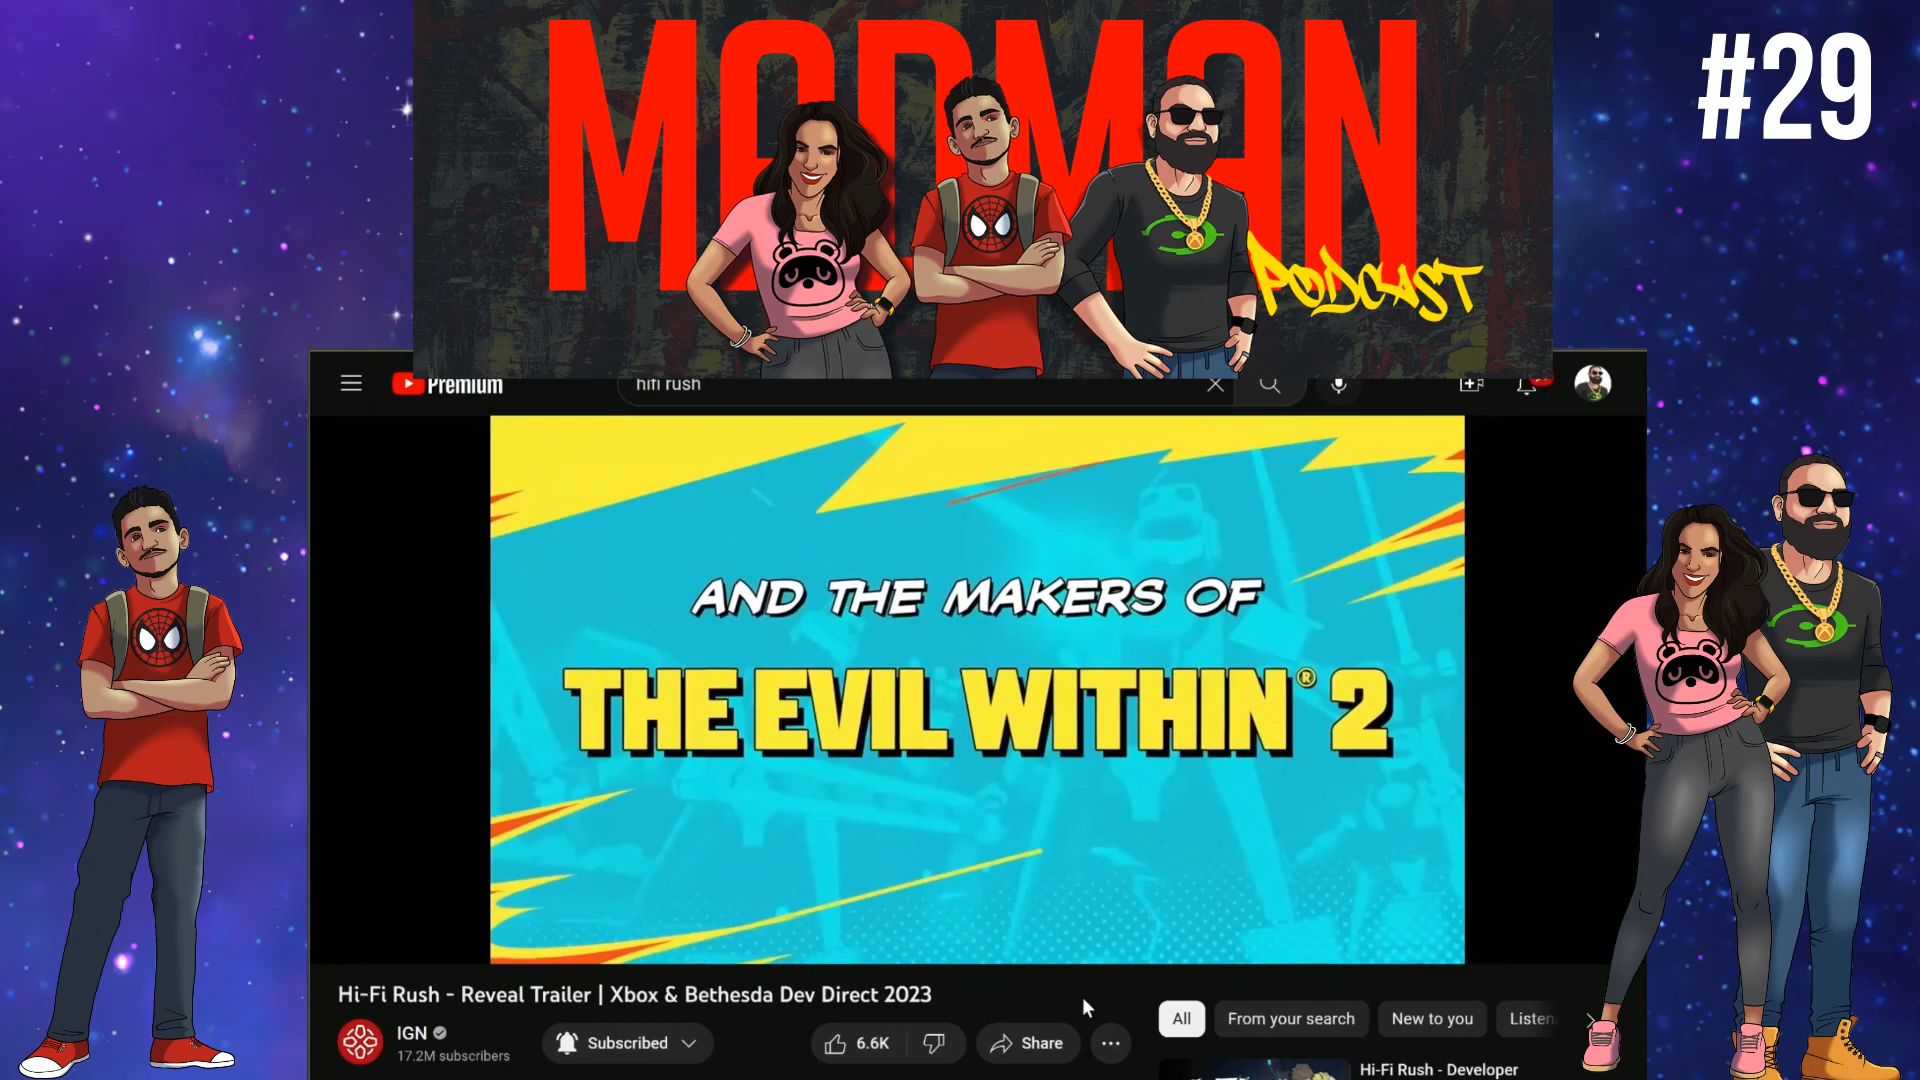 MADMAN
PODCAST
#29
Premium
hifi rush
AND THE MAKERS OF
THE EVIL WITHIN® 2
Hi-Fi Rush - Reveal Trailer | Xbox & Bethesda Dev Direct 2023
IGN
17.2M subscribers
Subscribed
6.6K
Share
All
From your search
New to you
Listen
Hi-Fi Rush - Developer